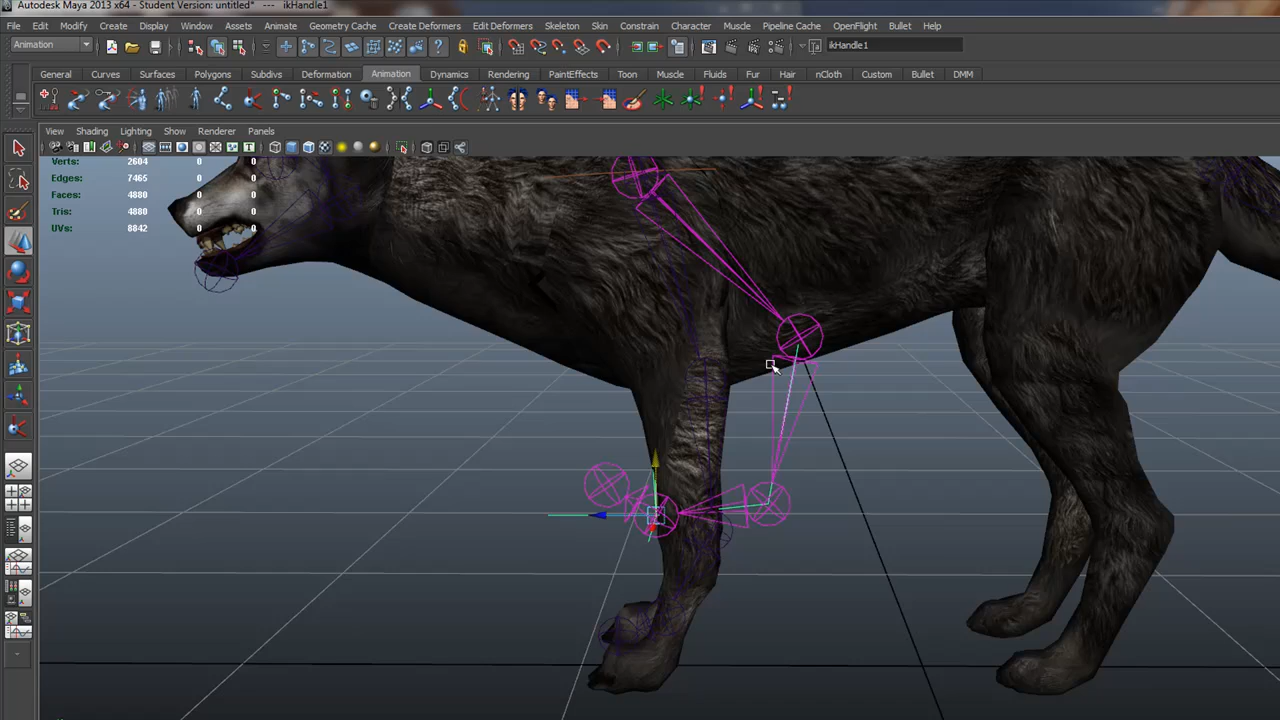 Autodesk Maya 2013 x64 - Student Version: untitled* --- ikHandle1
File Edit Modify Create Display Window Assets Animate Geometry Cache Create Deformers Edit Deformers Skeleton Skin Constrain Character Muscle Pipeline Cache OpenFlight Bullet Help
Animation ikHandle1
General Curves Surfaces Polygons Subdivs Deformation Animation Dynamics Rendering PaintEffects Toon Muscle Fluids Fur Hair nCloth Custom Bullet DMM
View Shading Lighting Show Renderer Panels
Verts: 2604 0 0
Edges: 7465 0 0
Faces: 4880 0 0
Tris: 4880 0 0
UVs: 8842 0 0